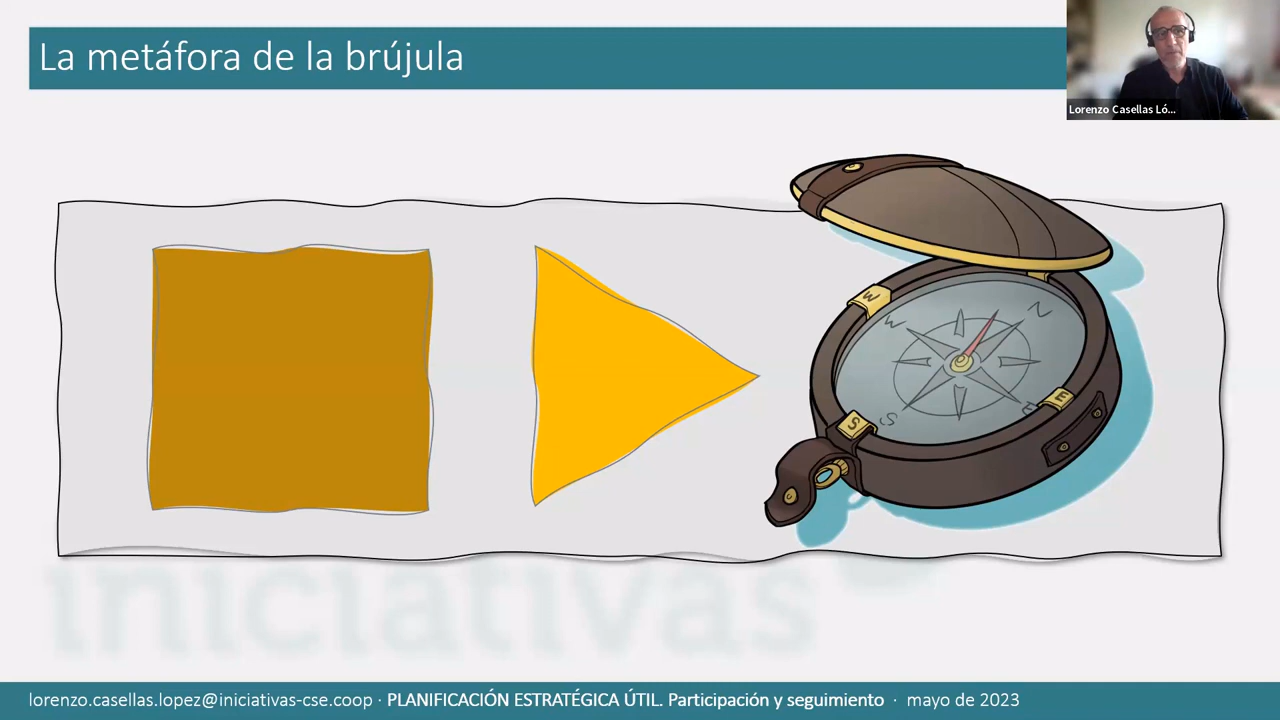 La metáfora de la brújula
Lorenzo Casellas Ló...
W
W
N
S
S
E
E
iniciativas
lorenzo.casellas.lopez@iniciativas-cse.coop · PLANIFICACIÓN ESTRATÉGICA ÚTIL. Participación y seguimiento · mayo de 2023